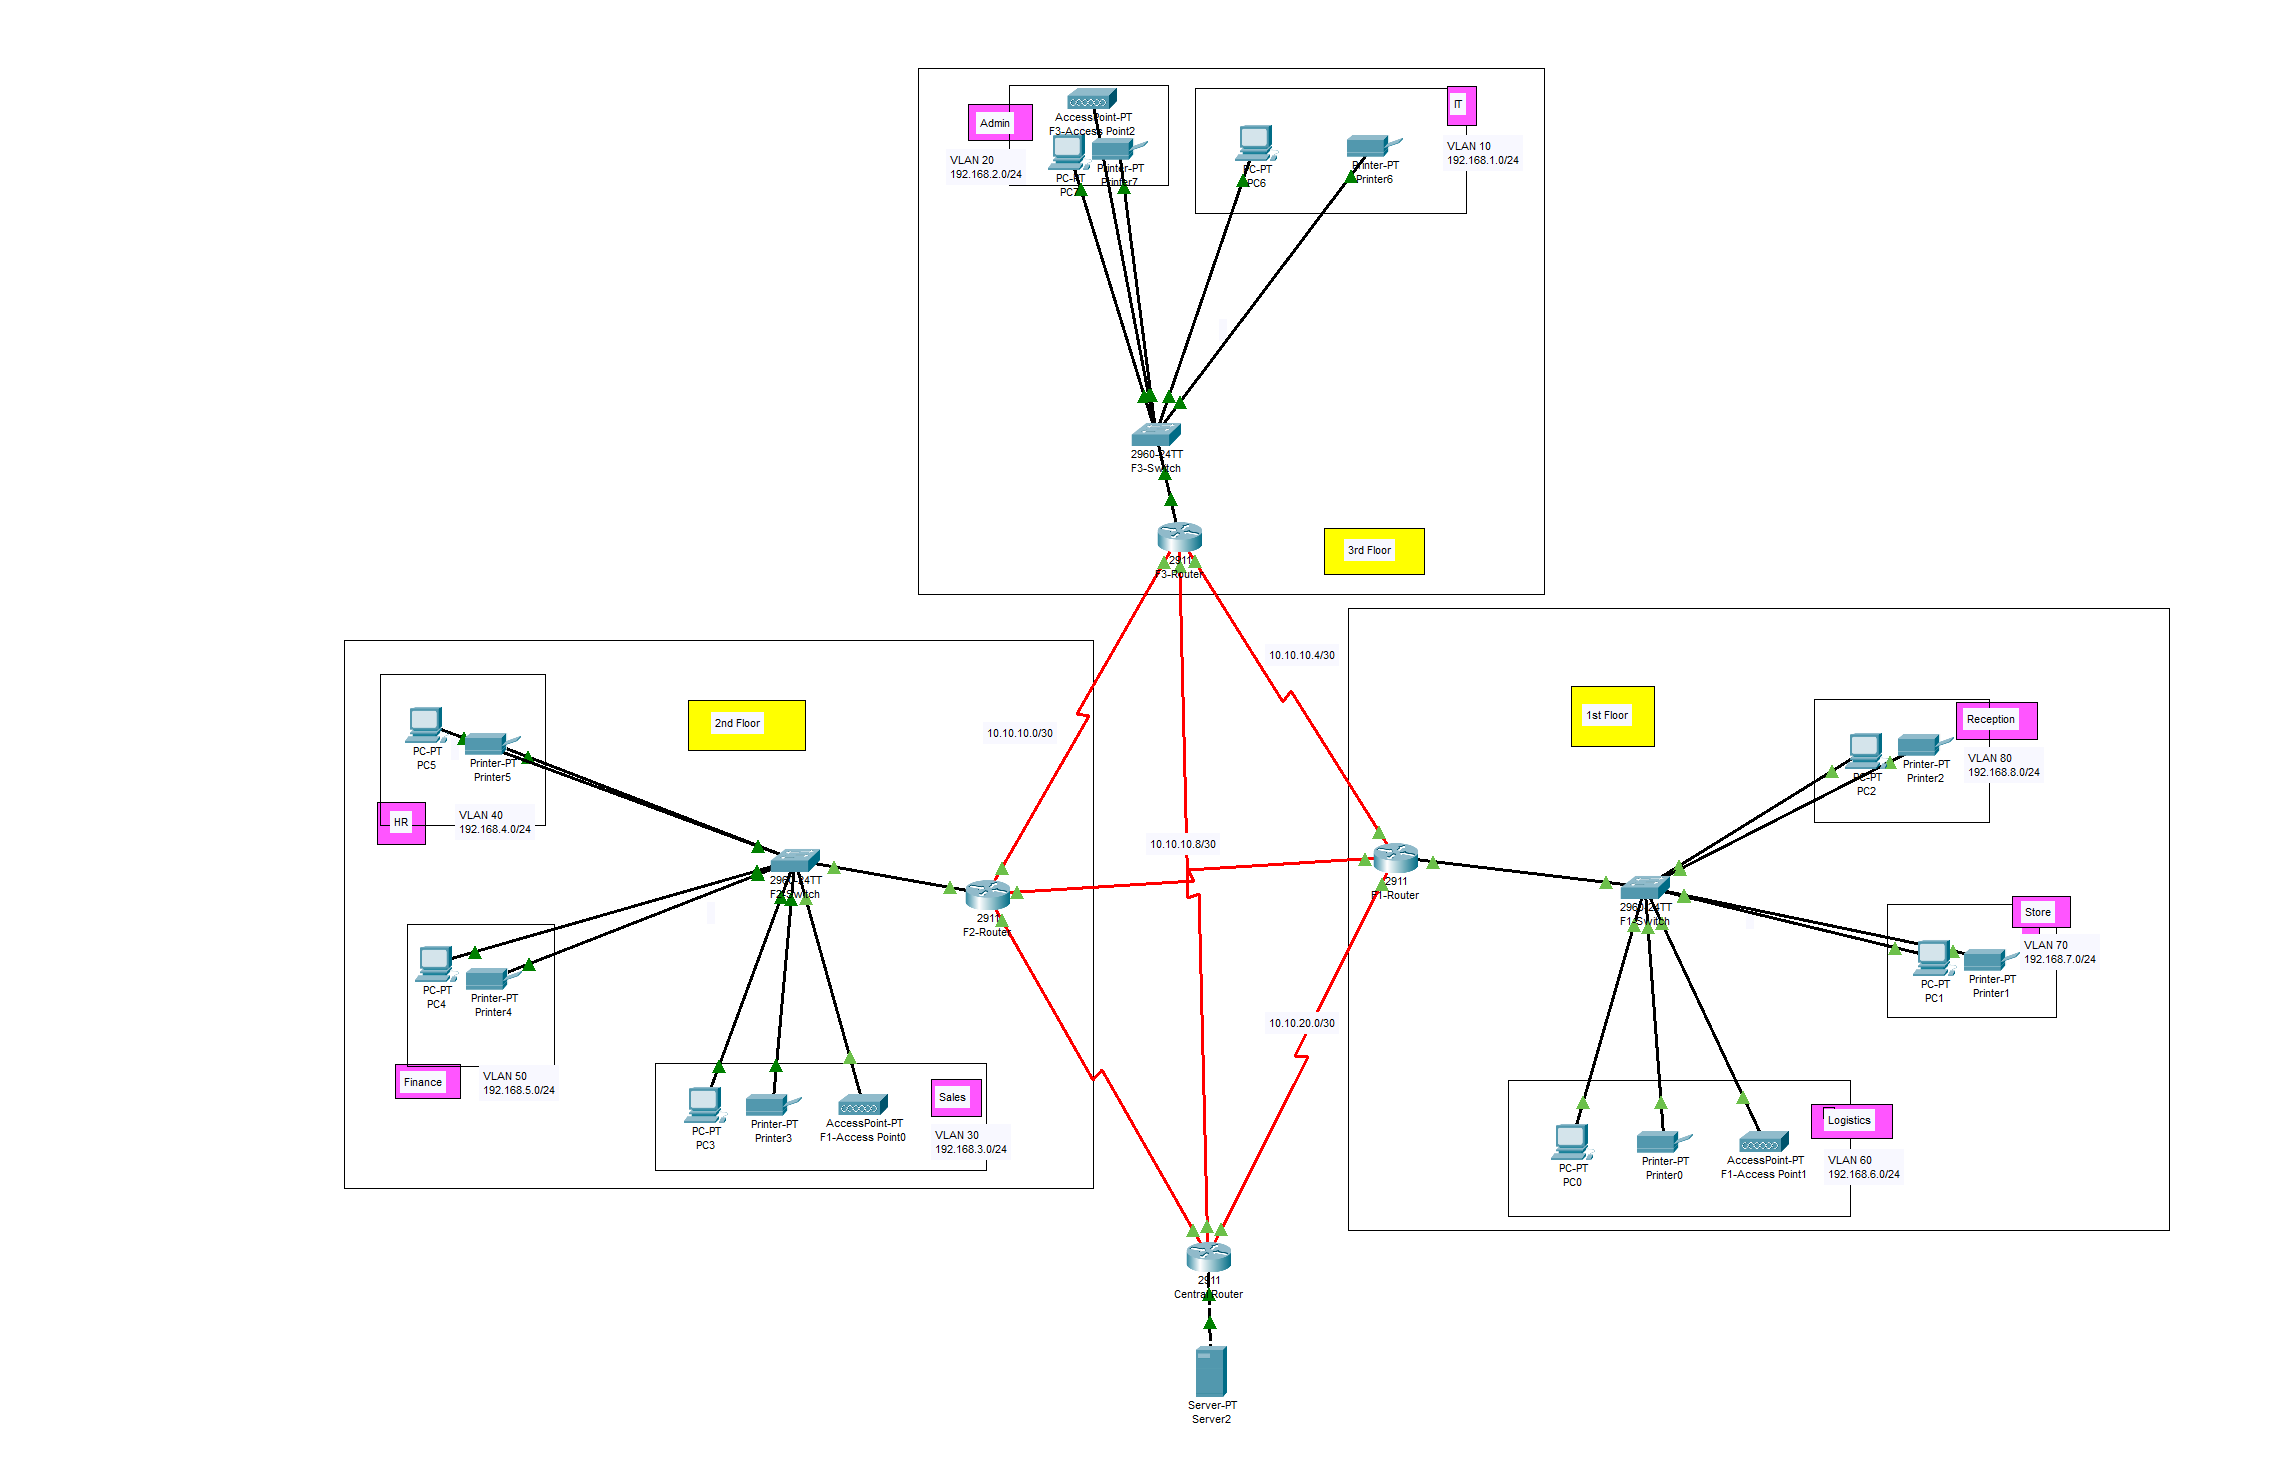 Admin
VLAN 20
192.168.2.0/24
AccessPoint-PT
F3-Access Point2
PC-PT
PC7
Printer-PT
Printer7
PC-PT
PC6
Printer-PT
Printer6
IT
VLAN 10
192.168.1.0/24
2960-24TT
F3-Switch
2911
F3-Router
3rd Floor
10.10.10.4/30
10.10.10.0/30
10.10.10.8/30
10.10.20.0/30
2nd Floor
PC-PT
PC5
Printer-PT
Printer5
HR
VLAN 40
192.168.4.0/24
2960-24TT
F2-Switch
2911
F2-Router
PC-PT
PC4
Printer-PT
Printer4
Finance
VLAN 50
192.168.5.0/24
PC-PT
PC3
Printer-PT
Printer3
AccessPoint-PT
F1-Access Point0
Sales
VLAN 30
192.168.3.0/24
1st Floor
Reception
VLAN 80
192.168.8.0/24
PC-PT
PC2
Printer-PT
Printer2
2911
F1-Router
2960-24TT
F1-Switch
Store
VLAN 70
192.168.7.0/24
PC-PT
PC1
Printer-PT
Printer1
PC-PT
PC0
Printer-PT
Printer0
AccessPoint-PT
F1-Access Point1
Logistics
VLAN 60
192.168.6.0/24
2911
Central Router
Server-PT
Server2